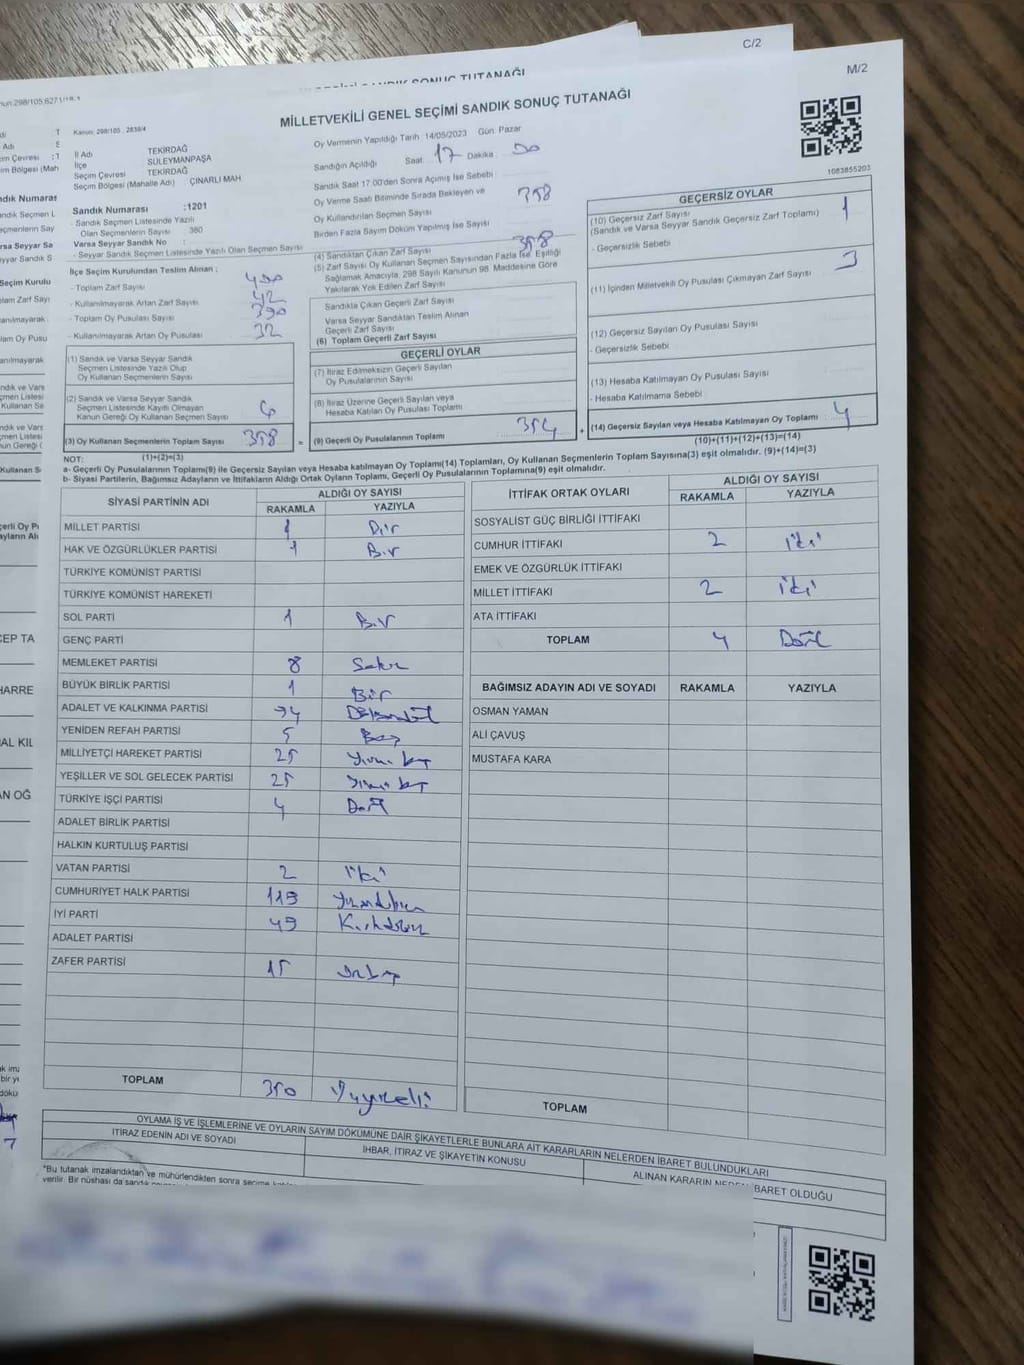 C/2
M/2
MİLLETVEKİLİ GENEL SEÇİMİ SANDIK SONUÇ TUTANAĞI
Kanun: 298/105 , 2839/4
İl Adı TEKİRDAĞ
İlçe SÜLEYMANPAŞA
Seçim Çevresi TEKİRDAĞ
Seçim Bölgesi (Mahalle Adı) ÇINARLI MAH
Sandık Numarası :1201
- Sandık Seçmen Listesinde Yazılı
Olan Seçmenlerin Sayısı 380
Varsa Seyyar Sandık No :
- Seyyar Sandık Seçmen Listesinde Yazılı Olan Seçmen Sayısı
İlçe Seçim Kurulundan Teslim Alınan ;
- Toplam Zarf Sayısı 400
- Kullanılmayarak Artan Zarf Sayısı 42
- Toplam Oy Pusulası Sayısı 390
- Kullanılmayarak Artan Oy Pusulası 32
(1) Sandık ve Varsa Seyyar Sandık
Seçmen Listesinde Yazılı Olup
Oy Kullanan Seçmenlerin Sayısı
(2) Sandık ve Varsa Seyyar Sandık
Seçmen Listesinde Kayıtlı Olmayan
Kanun Gereği Oy Kullanan Seçmen Sayısı 6
(3) Oy Kullanan Seçmenlerin Toplam Sayısı 358 =
(1)+(2)=(3)
Oy Vermenin Yapıldığı Tarih 14/05/2023 Gün Pazar
Sandığın Açıldığı Saat 17 Dakika : 00
Sandık Saat 17:00'den Sonra Açılmış İse Sebebi :
Oy Verme Saati Bitiminde Sırada Bekleyen ve
Oy Kullandırılan Seçmen Sayısı 358
Birden Fazla Sayım Döküm Yapılmış İse Sayısı
(4) Sandıktan Çıkan Zarf Sayısı 358
(5) Zarf Sayısı Oy Kullanan Seçmen Sayısından Fazla İse, Eşitliği
Sağlamak Amacıyla, 298 Sayılı Kanunun 98. Maddesine Göre
Yakılarak Yok Edilen Zarf Sayısı
Sandıkta Çıkan Geçerli Zarf Sayısı
Varsa Seyyar Sandıktan Teslim Alınan
Geçerli Zarf Sayısı
(6) Toplam Geçerli Zarf Sayısı
GEÇERLİ OYLAR
(7) İtiraz Edilmeksizin Geçerli Sayılan
Oy Pusulalarının Sayısı
(8) İtiraz Üzerine Geçerli Sayılan veya
Hesaba Katılan Oy Pusulası Toplamı
(9) Geçerli Oy Pusulalarının Toplamı 354 +
1083855203
GEÇERSİZ OYLAR
(10) Geçersiz Zarf Sayısı
(Sandık ve Varsa Seyyar Sandık Geçersiz Zarf Toplamı) 1
- Geçersizlik Sebebi
(11) İçinden Milletvekili Oy Pusulası Çıkmayan Zarf Sayısı 3
(12) Geçersiz Sayılan Oy Pusulası Sayısı
- Geçersizlik Sebebi
(13) Hesaba Katılmayan Oy Pusulası Sayısı
- Hesaba Katılmama Sebebi
(14) Geçersiz Sayılan veya Hesaba Katılmayan Oy Toplamı 4
(10)+(11)+(12)+(13)=(14)
NOT:
a- Geçerli Oy Pusulalarının Toplamı(9) ile Geçersiz Sayılan veya Hesaba katılmayan Oy Toplamı(14) Toplamları, Oy Kullanan Seçmenlerin Toplam Sayısına(3) eşit olmalıdır. (9)+(14)=(3)
b- Siyasi Partilerin, Bağımsız Adayların ve İttifakların Aldığı Ortak Oyların Toplamı, Geçerli Oy Pusulalarının Toplamına(9) eşit olmalıdır.
SİYASİ PARTİNİN ADI ALDIĞI OY SAYISI
RAKAMLA YAZIYLA
MİLLET PARTİSİ 1 Bir
HAK VE ÖZGÜRLÜKLER PARTİSİ 1 Bir
TÜRKİYE KOMÜNİST PARTİSİ
TÜRKİYE KOMÜNİST HAREKETİ
SOL PARTİ 1 Bir
GENÇ PARTİ
MEMLEKET PARTİSİ 8 Sekiz
BÜYÜK BİRLİK PARTİSİ 1 Bir
ADALET VE KALKINMA PARTİSİ 94 Doksandört
YENİDEN REFAH PARTİSİ 5 Beş
MİLLİYETÇİ HAREKET PARTİSİ 25 Yirmi beş
YEŞİLLER VE SOL GELECEK PARTİSİ 25 Yirmi beş
TÜRKİYE İŞÇİ PARTİSİ 4 Dört
ADALET BİRLİK PARTİSİ
HALKIN KURTULUŞ PARTİSİ
VATAN PARTİSİ 2 İki
CUMHURİYET HALK PARTİSİ 119
İYİ PARTİ 49 Kırkdokuz
ADALET PARTİSİ
ZAFER PARTİSİ 15 Onbeş
TOPLAM 350 Üçyüzelli
İTTİFAK ORTAK OYLARI ALDIĞI OY SAYISI
RAKAMLA YAZIYLA
SOSYALİST GÜÇ BİRLİĞİ İTTİFAKI
CUMHUR İTTİFAKI 2 İki
EMEK VE ÖZGÜRLÜK İTTİFAKI
MİLLET İTTİFAKI 2 İki
ATA İTTİFAKI
TOPLAM 4 Dört
BAĞIMSIZ ADAYIN ADI VE SOYADI RAKAMLA YAZIYLA
OSMAN YAMAN
ALİ ÇAVUŞ
MUSTAFA KARA
TOPLAM
OYLAMA İŞ VE İŞLEMLERİNE VE OYLARIN SAYIM DÖKÜMÜNE DAİR ŞİKAYETLERLE BUNLARA AİT KARARLARIN NELERDEN İBARET BULUNDUKLARI
İTİRAZ EDENİN ADI VE SOYADI
İHBAR, İTİRAZ VE ŞİKAYETİN KONUSU
ALINAN KARARIN NEDEN İBARET OLDUĞU
*Bu tutanak imzalandıktan ve mühürlendikten sonra seçime
verilir. Bir nüshası da sandık